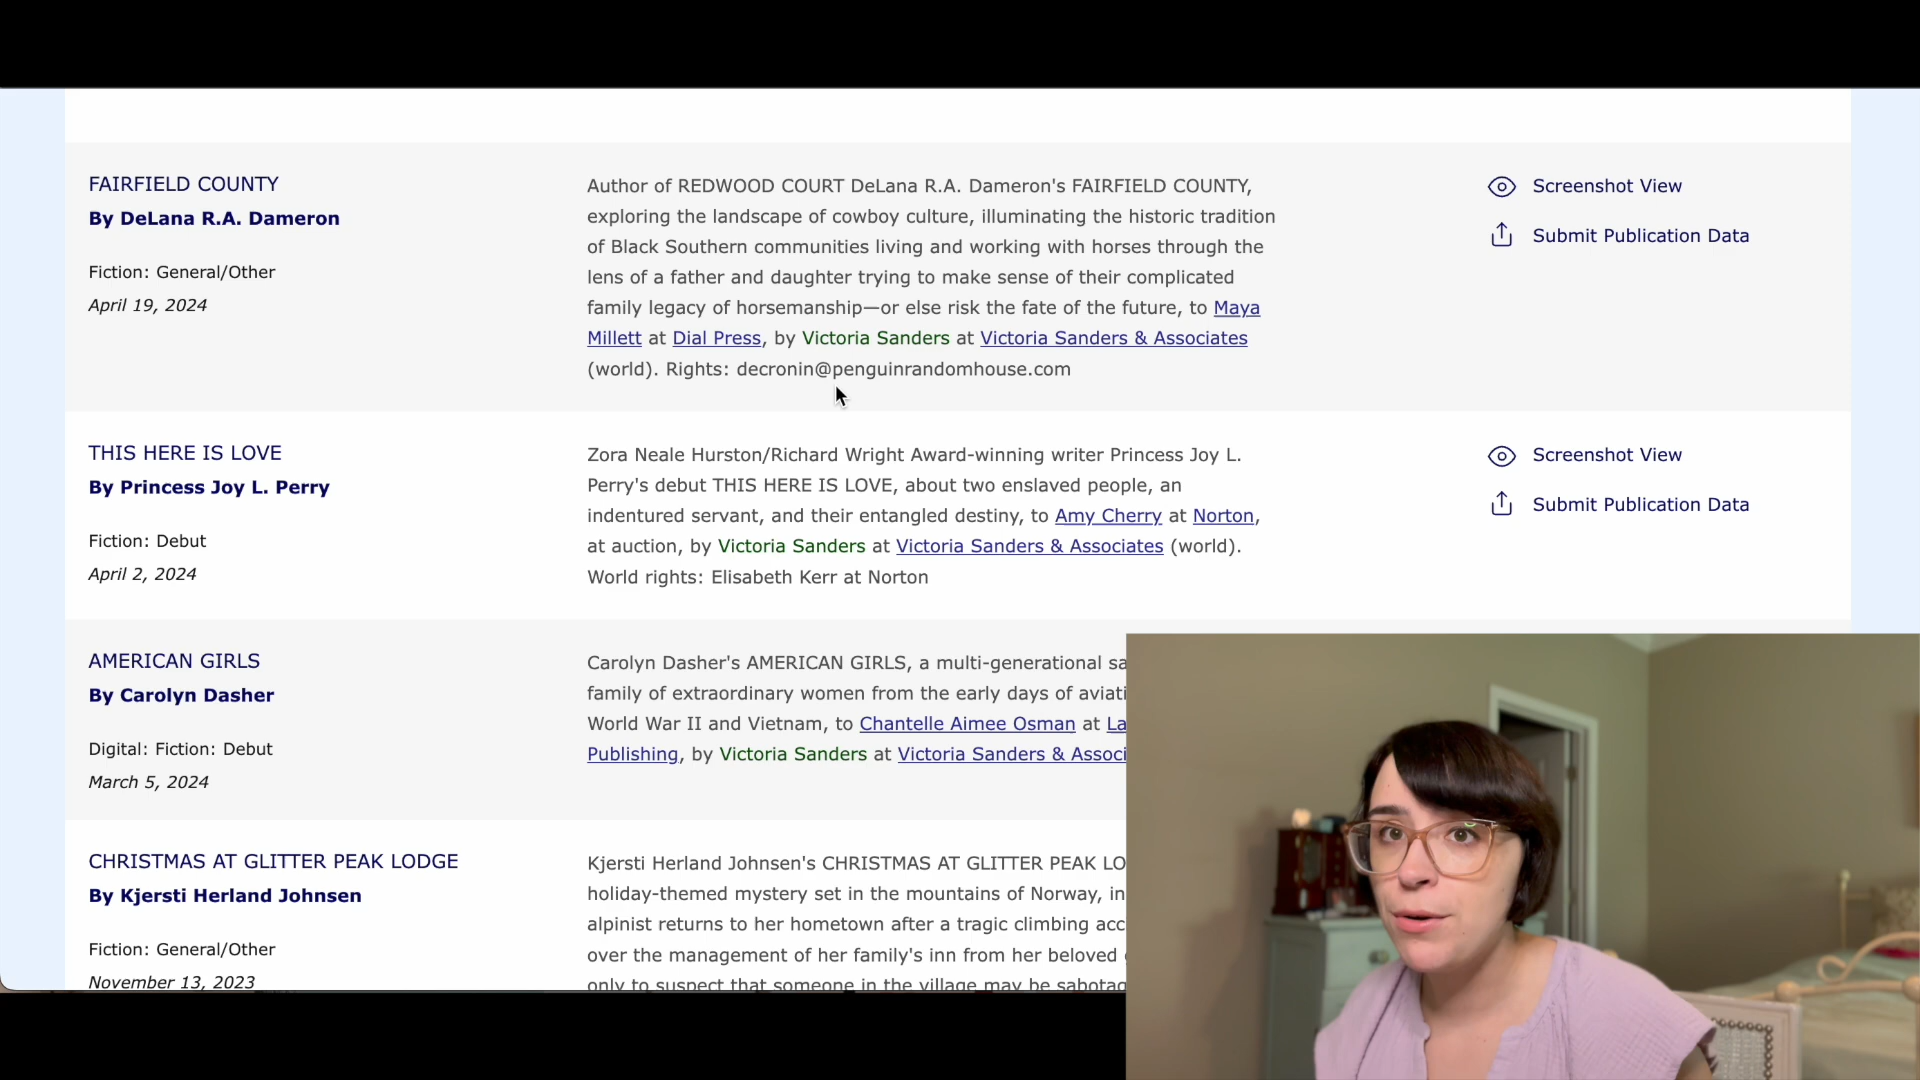 FAIRFIELD COUNTY
By DeLana R.A. Dameron
Fiction: General/Other
April 19, 2024
Author of REDWOOD COURT DeLana R.A. Dameron's FAIRFIELD COUNTY,
exploring the landscape of cowboy culture, illuminating the historic tradition
of Black Southern communities living and working with horses through the
lens of a father and daughter trying to make sense of their complicated
family legacy of horsemanship—or else risk the fate of the future, to Maya
Millett at Dial Press, by Victoria Sanders at Victoria Sanders & Associates
(world). Rights: decronin@penguinrandomhouse.com
Screenshot View
Submit Publication Data
THIS HERE IS LOVE
By Princess Joy L. Perry
Fiction: Debut
April 2, 2024
Zora Neale Hurston/Richard Wright Award-winning writer Princess Joy L.
Perry's debut THIS HERE IS LOVE, about two enslaved people, an
indentured servant, and their entangled destiny, to Amy Cherry at Norton,
at auction, by Victoria Sanders at Victoria Sanders & Associates (world).
World rights: Elisabeth Kerr at Norton
Screenshot View
Submit Publication Data
AMERICAN GIRLS
By Carolyn Dasher
Digital: Fiction: Debut
March 5, 2024
Carolyn Dasher's AMERICAN GIRLS, a multi-generational sa
family of extraordinary women from the early days of aviati
World War II and Vietnam, to Chantelle Aimee Osman at La
Publishing, by Victoria Sanders at Victoria Sanders & Associ
CHRISTMAS AT GLITTER PEAK LODGE
By Kjersti Herland Johnsen
Fiction: General/Other
November 13, 2023
Kjersti Herland Johnsen's CHRISTMAS AT GLITTER PEAK LO
holiday-themed mystery set in the mountains of Norway, in
alpinist returns to her hometown after a tragic climbing acc
over the management of her family's inn from her beloved
only to suspect that someone in the village may be sabotag